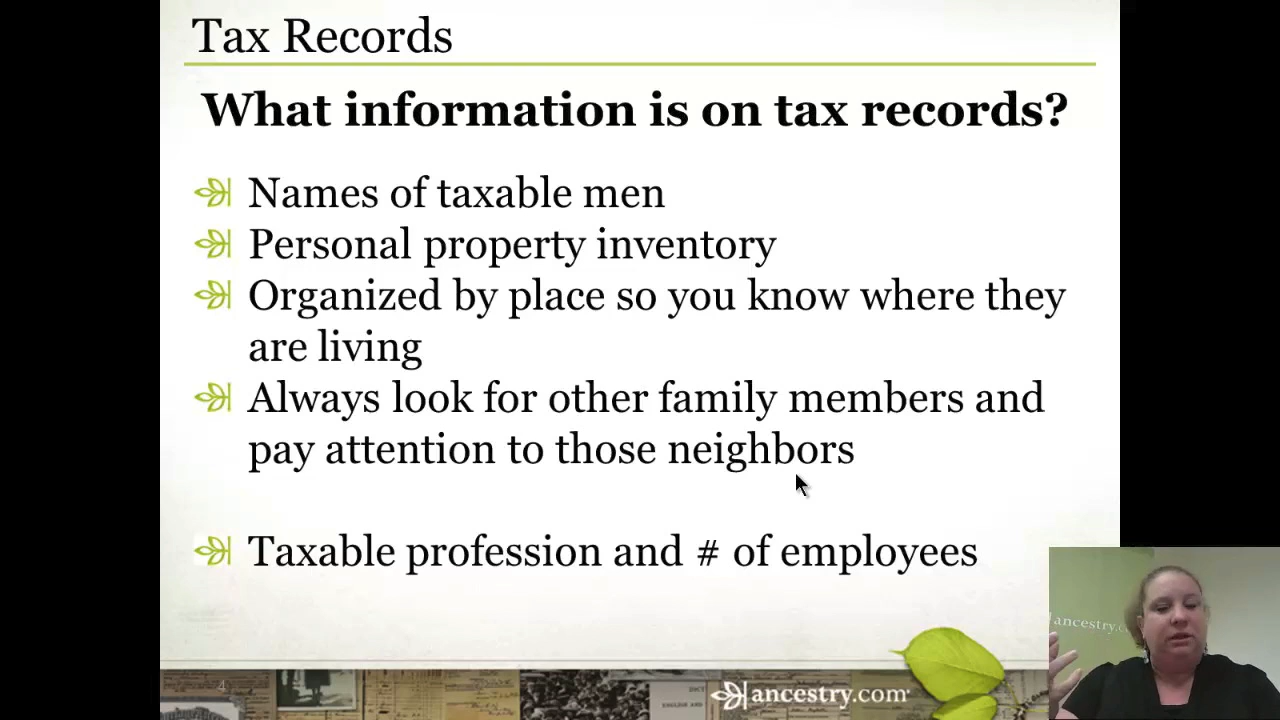 Tax Records
What information is on tax records?
Names of taxable men
Personal property inventory
Organized by place so you know where they
are living
Always look for other family members and
pay attention to those neighbors
Taxable profession and # of employees
4
ancestry.com
ancestry.c